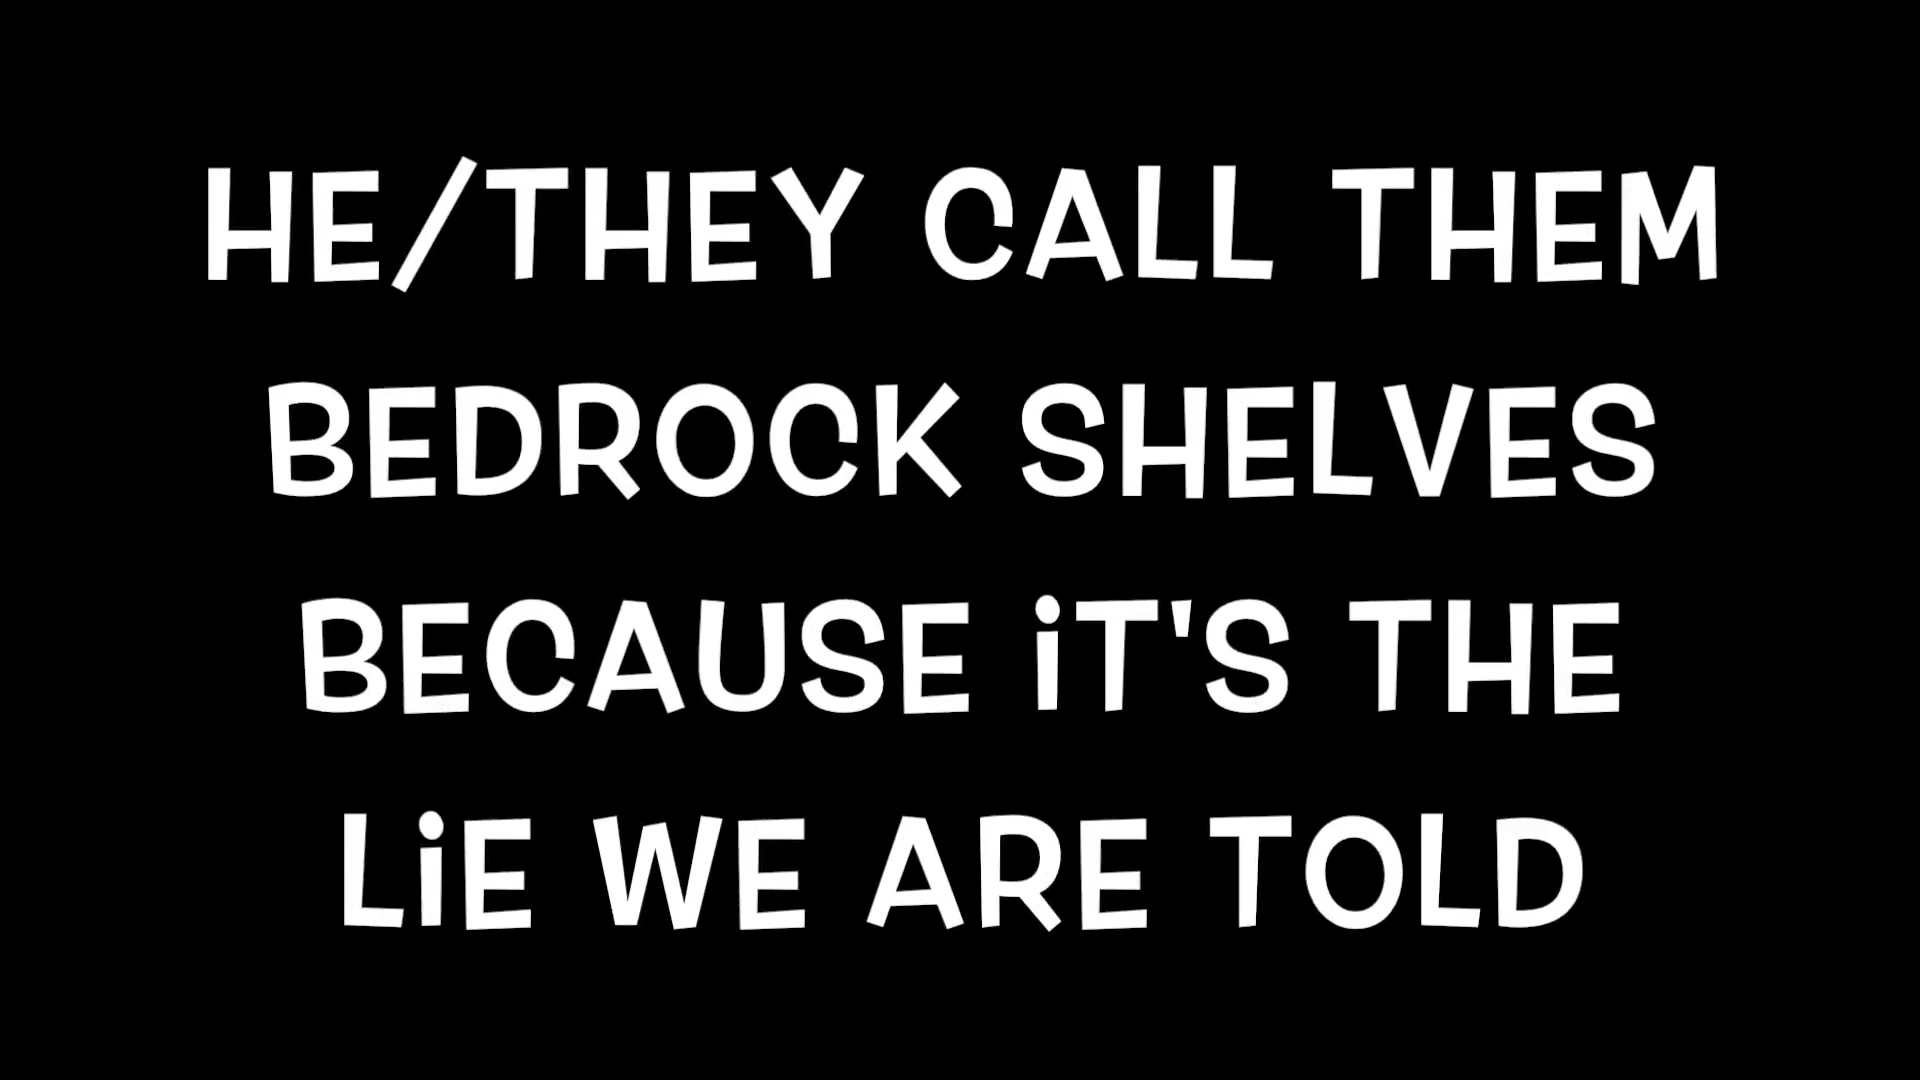 HE/THEY CALL THEM
BEDROCK SHELVES
BECAUSE iT'S THE
LiE WE ARE TOLD